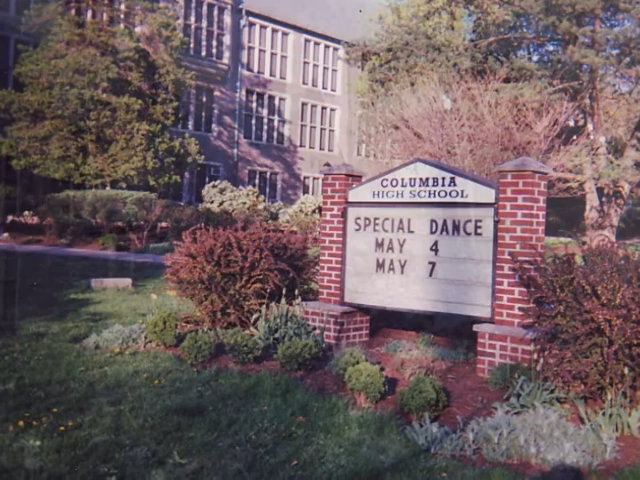 COLUMBIA
HIGH SCHOOL
SPECIAL DANCE
MAY 4
MAY 7